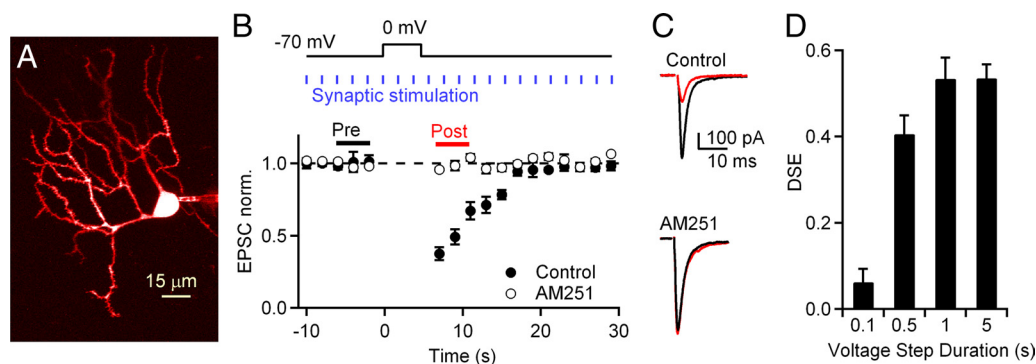 A
15 μm
B
-70 mV
0 mV
Synaptic stimulation
Pre
Post
EPSC norm.
1.0
0.5
0.0
Control
AM251
-10
0
10
20
30
Time (s)
C
Control
100 pA
10 ms
AM251
D
DSE
0.6
0.4
0.2
0.0
0.1
0.5
1
5
Voltage Step Duration (s)